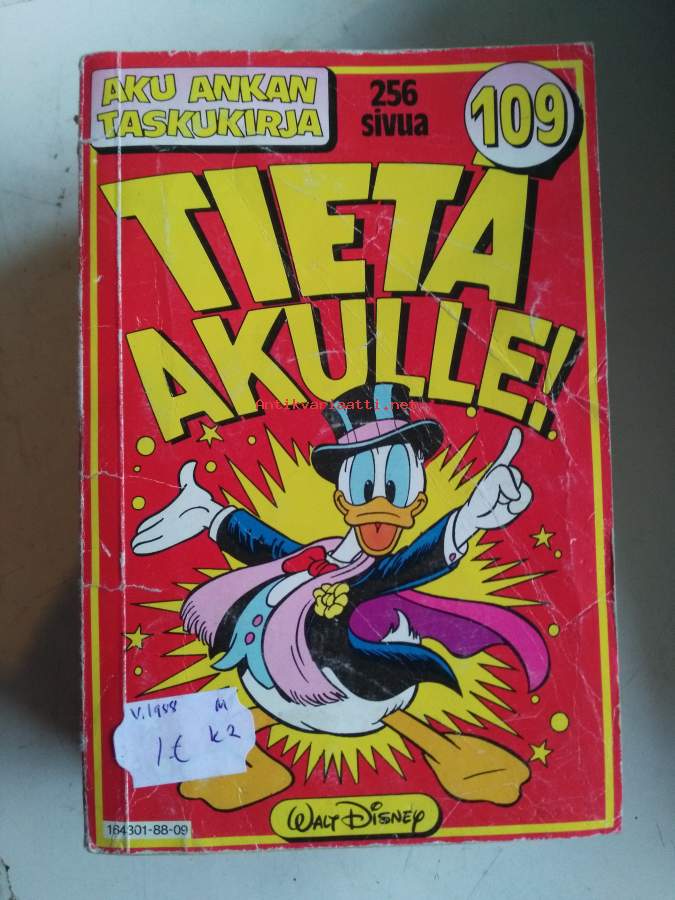 AKU ANKAN
TASKUKIRJA
256
sivua
109
TIETÄ
AKULLE!
Antikvariaatti.net
V. 1988 M
1€ K2
164301-88-09
WALT DISNEY